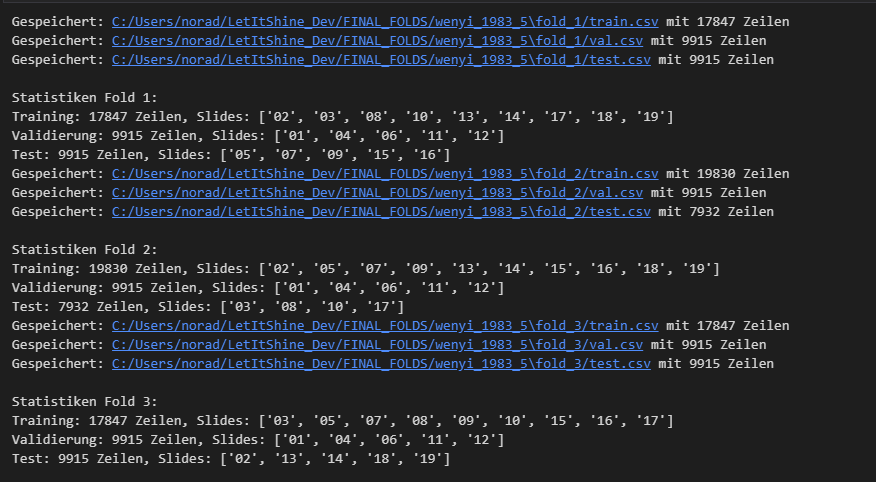 Gespeichert: C:/Users/norad/LetItShine_Dev/FINAL_FOLDS/wenyi_1983_5\fold_1/train.csv mit 17847 Zeilen
Gespeichert: C:/Users/norad/LetItShine_Dev/FINAL_FOLDS/wenyi_1983_5\fold_1/val.csv mit 9915 Zeilen
Gespeichert: C:/Users/norad/LetItShine_Dev/FINAL_FOLDS/wenyi_1983_5\fold_1/test.csv mit 9915 Zeilen
Statistiken Fold 1:
Training: 17847 Zeilen, Slides: ['02', '03', '08', '10', '13', '14', '17', '18', '19']
Validierung: 9915 Zeilen, Slides: ['01', '04', '06', '11', '12']
Test: 9915 Zeilen, Slides: ['05', '07', '09', '15', '16']
Gespeichert: C:/Users/norad/LetItShine_Dev/FINAL_FOLDS/wenyi_1983_5\fold_2/train.csv mit 19830 Zeilen
Gespeichert: C:/Users/norad/LetItShine_Dev/FINAL_FOLDS/wenyi_1983_5\fold_2/val.csv mit 9915 Zeilen
Gespeichert: C:/Users/norad/LetItShine_Dev/FINAL_FOLDS/wenyi_1983_5\fold_2/test.csv mit 7932 Zeilen
Statistiken Fold 2:
Training: 19830 Zeilen, Slides: ['02', '05', '07', '09', '13', '14', '15', '16', '18', '19']
Validierung: 9915 Zeilen, Slides: ['01', '04', '06', '11', '12']
Test: 7932 Zeilen, Slides: ['03', '08', '10', '17']
Gespeichert: C:/Users/norad/LetItShine_Dev/FINAL_FOLDS/wenyi_1983_5\fold_3/train.csv mit 17847 Zeilen
Gespeichert: C:/Users/norad/LetItShine_Dev/FINAL_FOLDS/wenyi_1983_5\fold_3/val.csv mit 9915 Zeilen
Gespeichert: C:/Users/norad/LetItShine_Dev/FINAL_FOLDS/wenyi_1983_5\fold_3/test.csv mit 9915 Zeilen
Statistiken Fold 3:
Training: 17847 Zeilen, Slides: ['03', '05', '07', '08', '09', '10', '15', '16', '17']
Validierung: 9915 Zeilen, Slides: ['01', '04', '06', '11', '12']
Test: 9915 Zeilen, Slides: ['02', '13', '14', '18', '19']